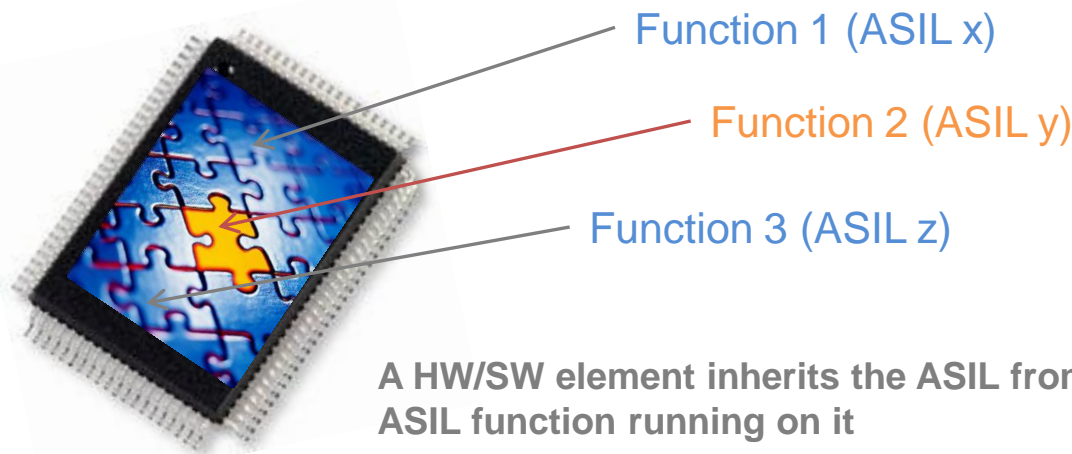 Function 1 (ASIL x)
Function 2 (ASIL y)
Function 3 (ASIL z)
A HW/SW element inherits the ASIL
ASIL function running on it